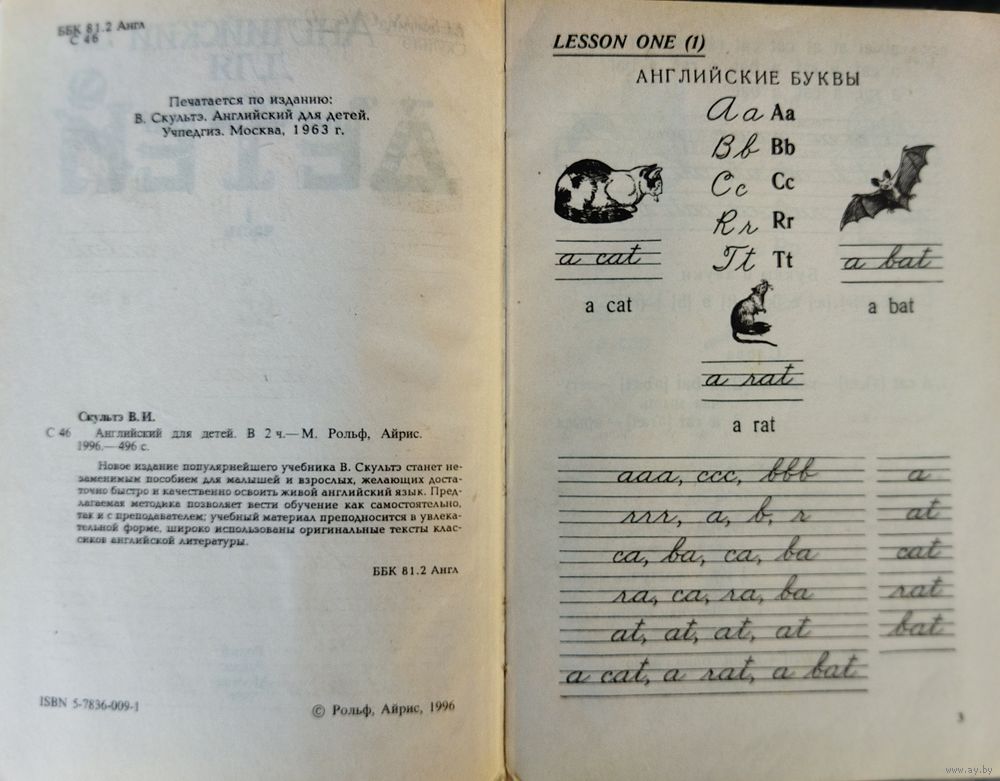 ББК 81.2 Англ
С 46
Печатается по изданию:
В. Скультэ. Английский для детей.
Учпедгиз. Москва, 1963 г.
Скультэ В.И.
С 46 Английский для детей. В 2 ч.— М. Рольф, Айрис.
1996.— 496 с.
Новое издание популярнейшего учебника В. Скультэ станет не-
заменимым пособием для малышей и взрослых, желающих доста-
точно быстро и качественно освоить живой английский язык. Пред-
лагаемая методика позволяет вести обучение как самостоятельно,
так и с преподавателем; учебный материал преподносится в увлека-
тельной форме, широко использованы оригинальные тексты клас-
сиков английской литературы.
ББК 81.2 Англ
ISBN 5-7836-009-1
© Рольф, Айрис, 1996
LESSON ONE (1)
АНГЛИЙСКИЕ БУКВЫ
Aa Aa
Bb Bb
Cc Cc
Rr Rr
Tt Tt
a cat
a cat
a bat
a bat
a rat
a rat
aaa, ccc, bbb
rrr, a, b, r
ca, ba, ca, ba
ra, ca, ra, ba
at, at, at, at
a cat, a rat, a bat
a
at
cat
rat
bat
3
www.ay.by